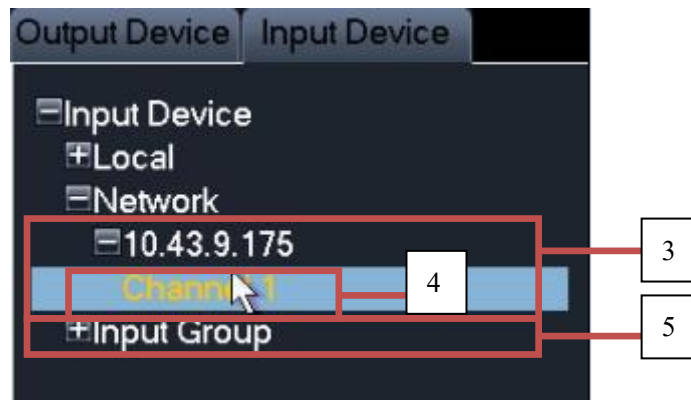 Output Device Input Device
Input Device
Local
Network
10.43.9.175
3
Channel 1
4
Input Group
5